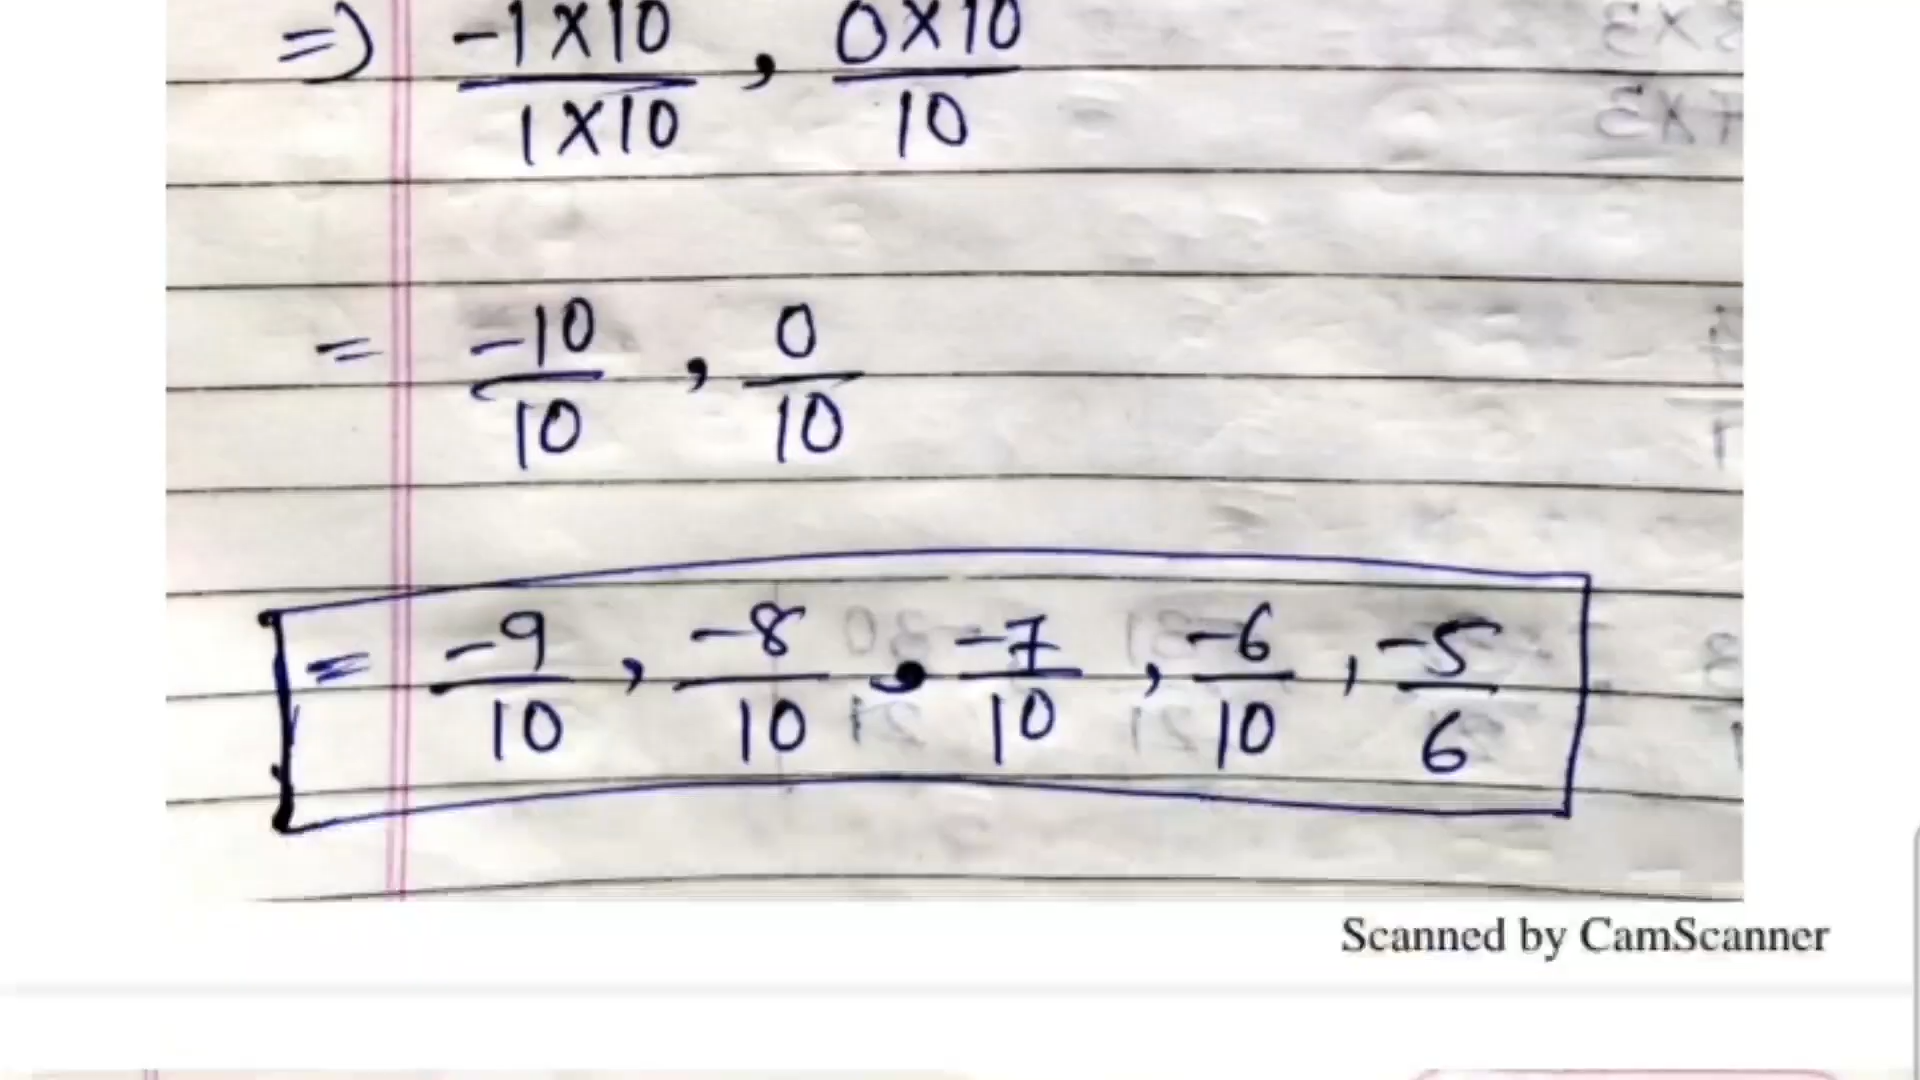 => -1×10/1×10 , 0×10/10
= -10/10 , 0/10
= -9/10 , -8/10 , -7/10 , -6/10 , -5/6
Scanned by CamScanner